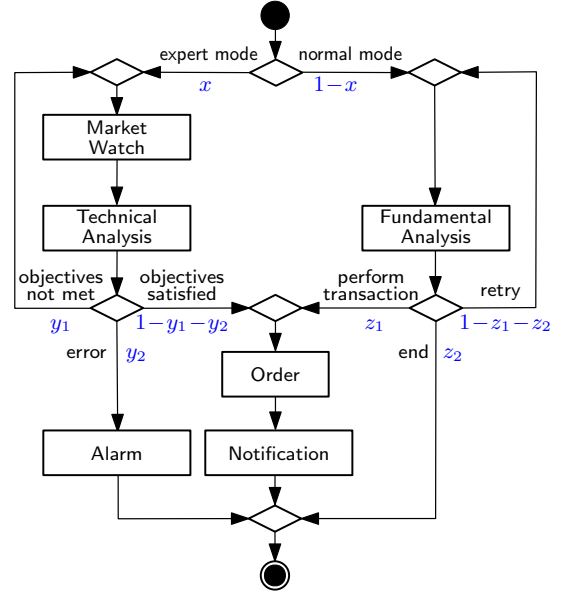 expert mode
normal mode
x
1−x
Market
Watch
Technical
Analysis
Fundamental
Analysis
objectives
not met
objectives
satisfied
perform
transaction
retry
y₁
1−y₁−y₂
z₁
1−z₁−z₂
error
y₂
end
z₂
Order
Alarm
Notification